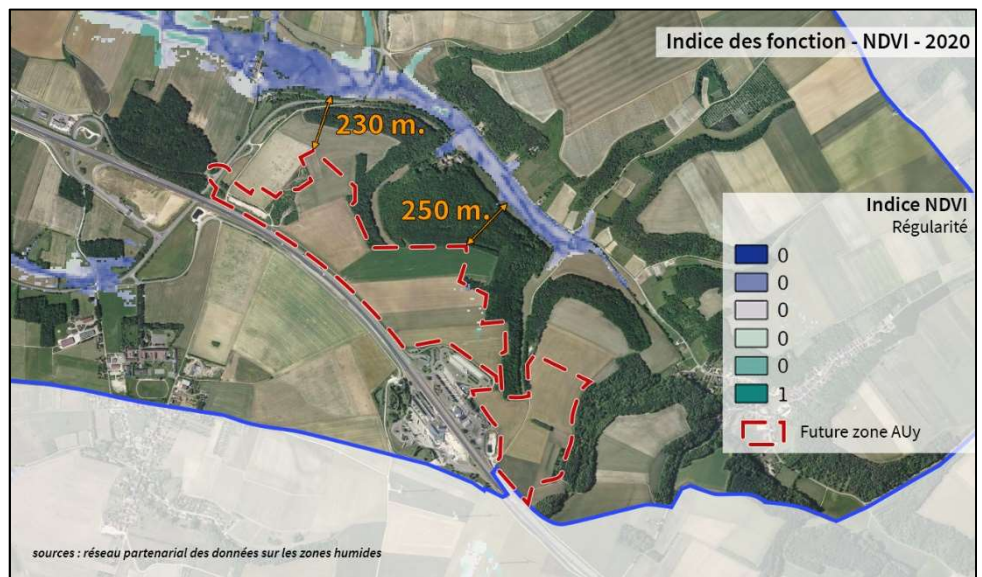 Indice des fonction - NDVI - 2020
230 m.
250 m.
Indice NDVI
Régularité
0
0
0
0
0
1
Future zone AUy
sources : réseau partenarial des données sur les zones humides